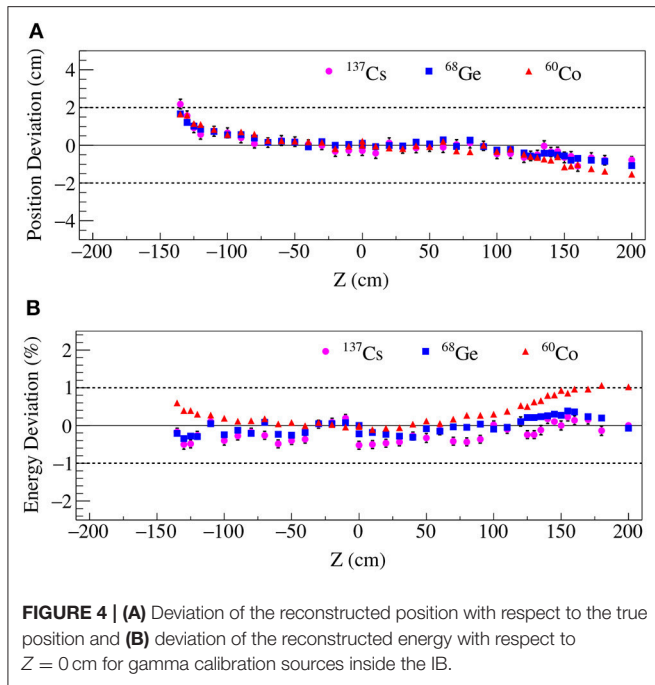 A
Position Deviation (cm)
4
2
0
−2
−4
¹³⁷Cs
⁶⁸Ge
⁶⁰Co
−200 −150 −100 −50 0 50 100 150 200
Z (cm)
B
Energy Deviation (%)
2
1
0
−1
−2
¹³⁷Cs
⁶⁸Ge
⁶⁰Co
−200 −150 −100 −50 0 50 100 150 200
Z (cm)
FIGURE 4 | (A) Deviation of the reconstructed position with respect to the true
position and (B) deviation of the reconstructed energy with respect to
Z = 0 cm for gamma calibration sources inside the IB.